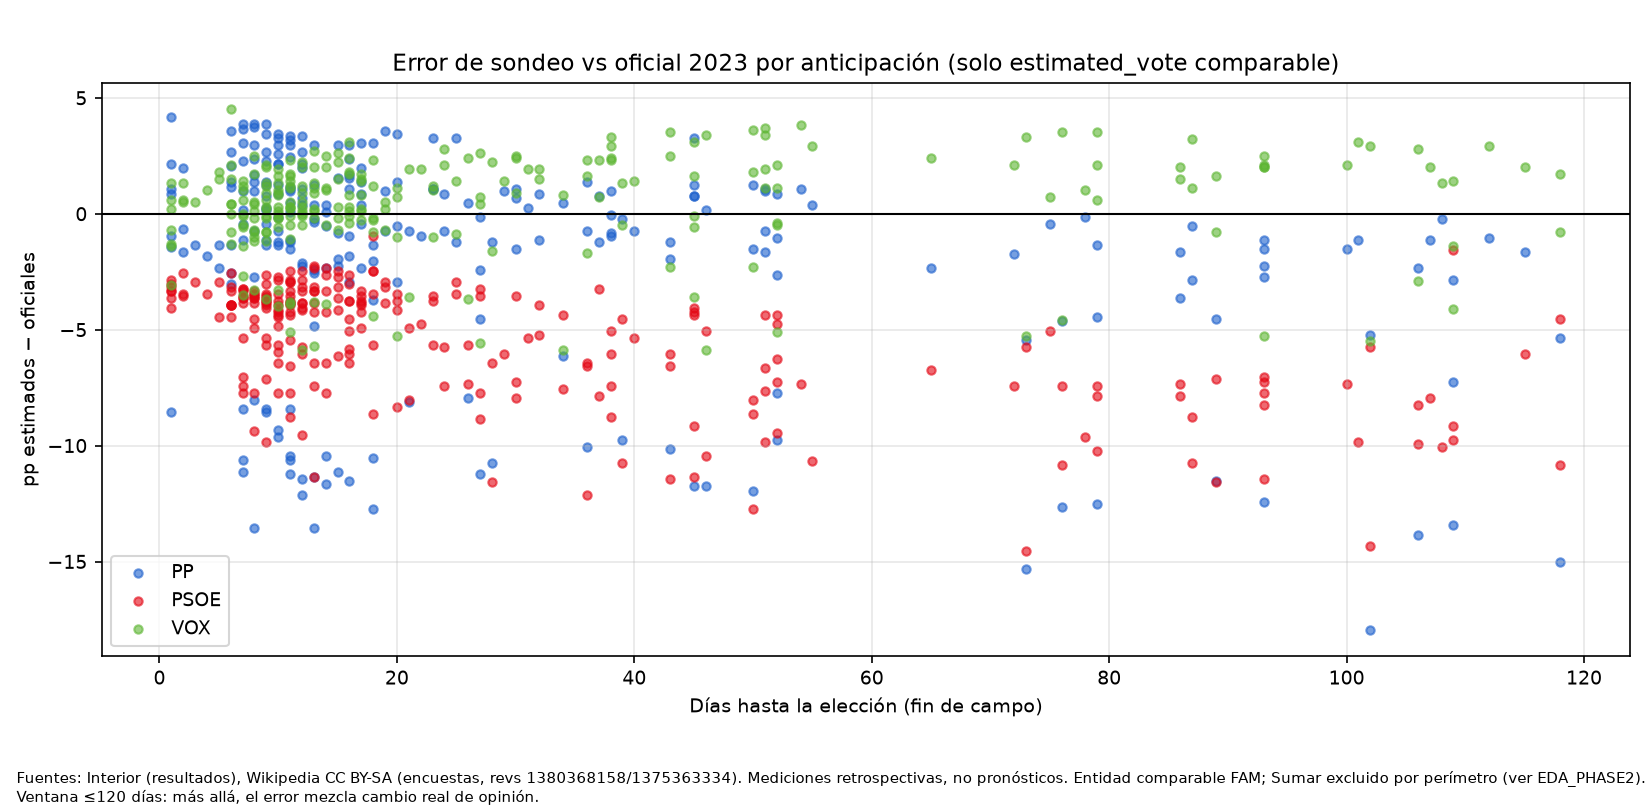 Error de sondeo vs oficial 2023 por anticipación (solo estimated_vote comparable)
5
0
−5
−10
−15
pp estimados − oficiales
PP
PSOE
VOX
0 20 40 60 80 100 120
Días hasta la elección (fin de campo)
Fuentes: Interior (resultados), Wikipedia CC BY-SA (encuestas, revs 1380368158/1375363334). Mediciones retrospectivas, no pronósticos. Entidad comparable FAM; Sumar excluido por perímetro (ver EDA_PHASE2).
Ventana ≤120 días: más allá, el error mezcla cambio real de opinión.